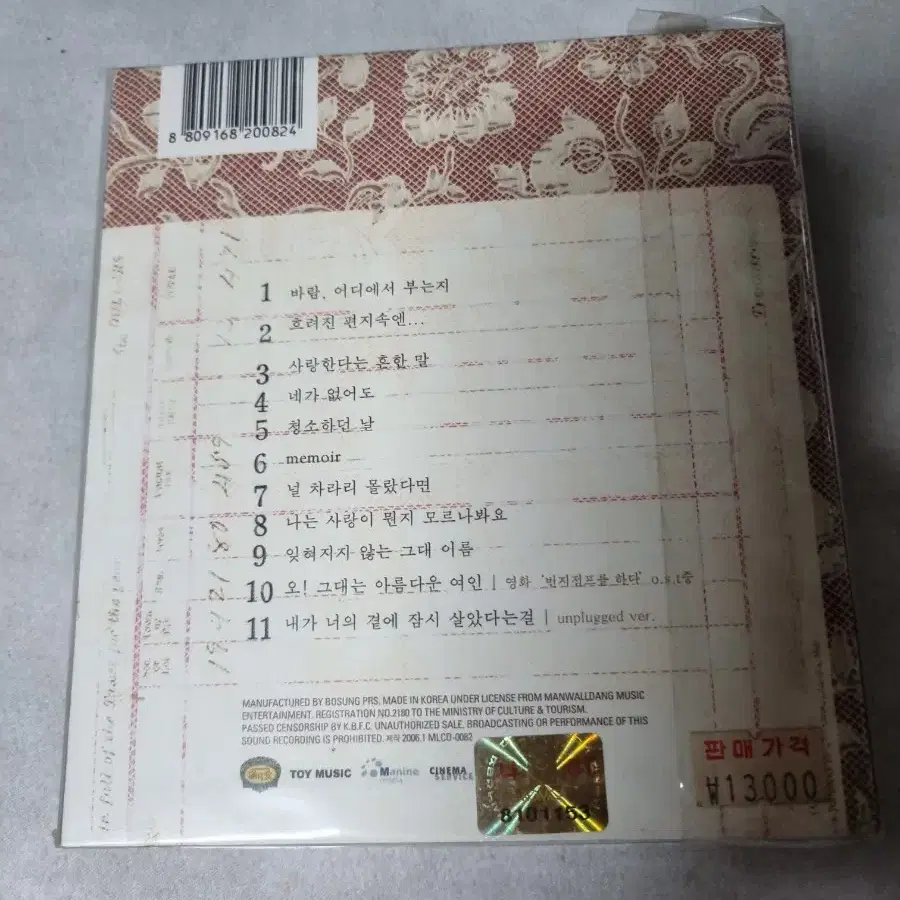 8 809168 200824
1 바람, 어디에서 부는지
2 흐려진 편지속엔...
3 사랑한다는 흔한 말
4 네가 없어도
5 청소하던 날
6 memoir
7 널 차라리 몰랐다면
8 나는 사랑이 뭔지 모르나봐요
9 잊혀지지 않는 그대 이름
10 오! 그대는 아름다운 여인 | 영화 '번지점프를 하다' o.s.t중
11 내가 너의 곁에 잠시 살았다는걸 | unplugged ver.
MANUFACTURED BY BOSUNG PRS. MADE IN KOREA UNDER LICENSE FROM MANWALLDANG MUSIC
ENTERTAINMENT. REGISTRATION NO.2180 TO THE MINISTRY OF CULTURE & TOURISM.
PASSED CENSORSHIP BY K.B.F.C. UNAUTHORIZED SALE, BROADCASTING OR PERFORMANCE OF THIS
SOUND RECORDING IS PROHIBITED. 제작 2006.1 MLCD-0082
TOY MUSIC Manine CINEMA SERVICE
8101153
판매가격
₩13000